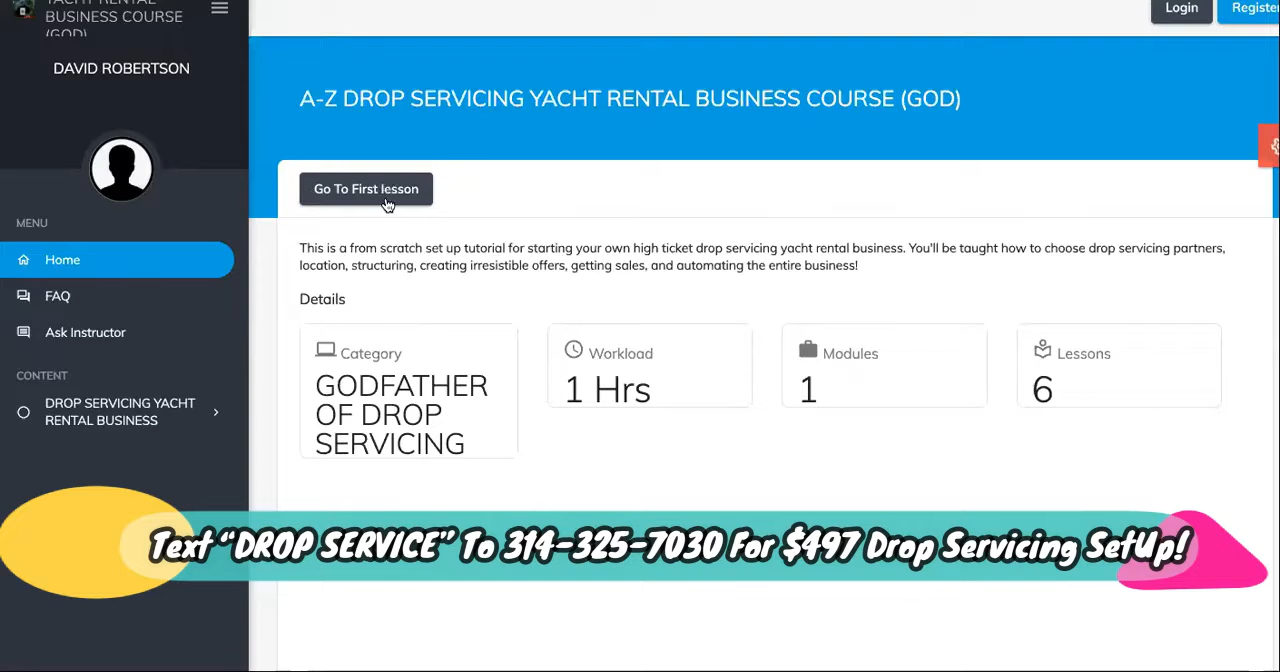 YACHT RENTAL
BUSINESS COURSE
(GOD)
Login
Register
DAVID ROBERTSON
A-Z DROP SERVICING YACHT RENTAL BUSINESS COURSE (GOD)
Go To First lesson
MENU
Home
FAQ
Ask Instructor
CONTENT
DROP SERVICING YACHT
RENTAL BUSINESS
This is a from scratch set up tutorial for starting your own high ticket drop servicing yacht rental business. You'll be taught how to choose drop servicing partners,
location, structuring, creating irresistible offers, getting sales, and automating the entire business!
Details
Category
GODFATHER
OF DROP
SERVICING
Workload
1 Hrs
Modules
1
Lessons
6
Text “DROP SERVICE” To 314-325-7030 For $497 Drop Servicing SetUp!